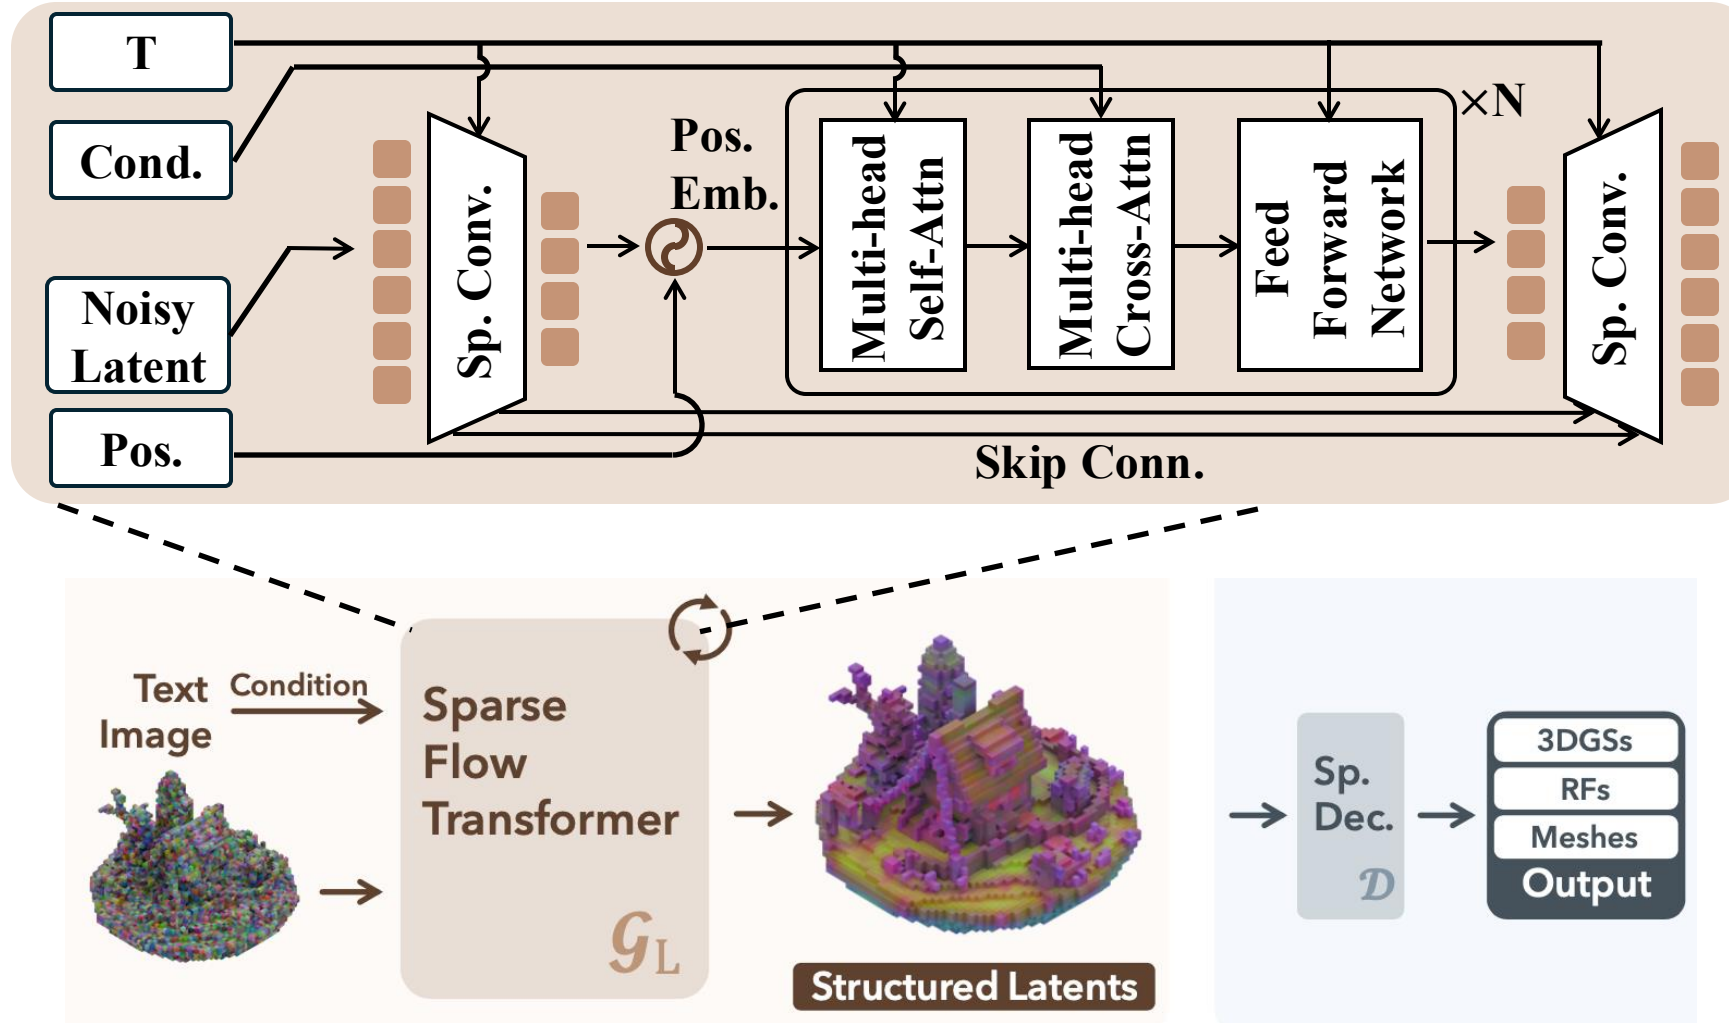 T
Cond.
Noisy
Latent
Pos.
Sp. Conv.
Pos.
Emb.
Multi-head
Self-Attn
Multi-head
Cross-Attn
Feed
Forward
Network
×N
Sp. Conv.
Skip Conn.
Text
Image
Condition
Sparse
Flow
Transformer
𝒢L
Structured Latents
Sp.
Dec.
𝒟
3DGSs
RFs
Meshes
Output